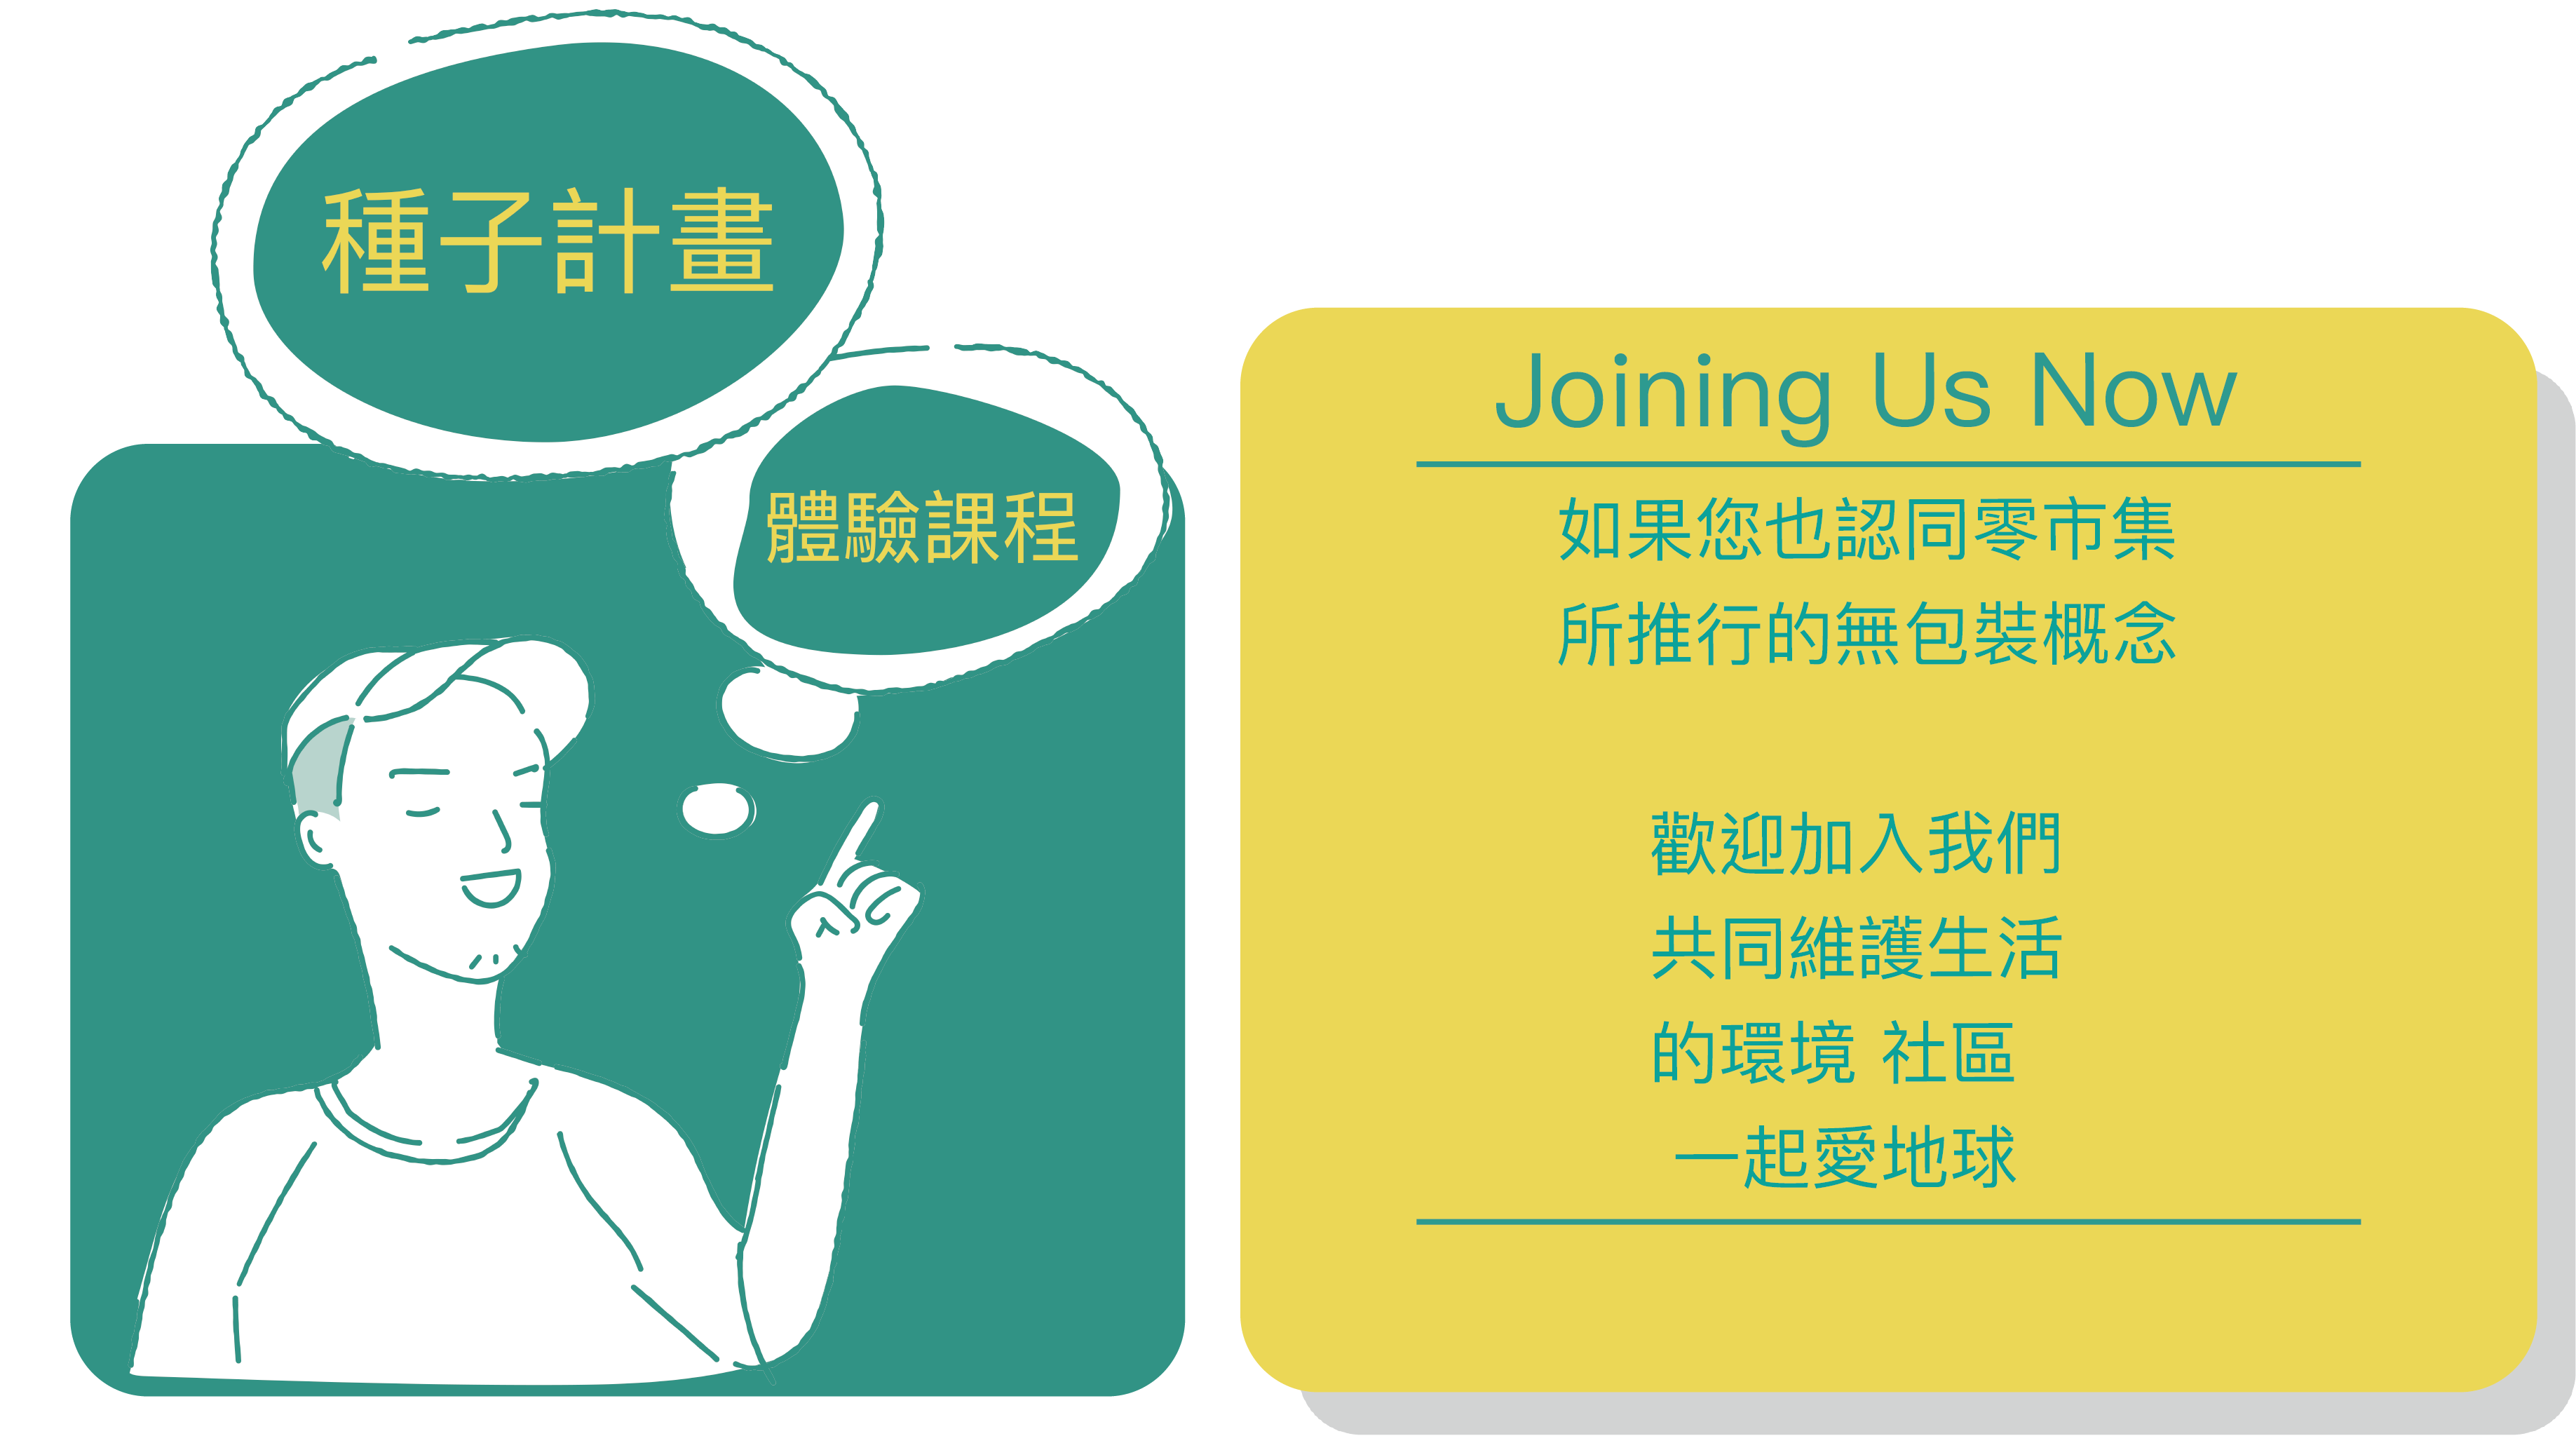 種子計畫
體驗課程
Joining Us Now
如果您也認同零市集
所推行的無包裝概念
歡迎加入我們
共同維護生活
的環境 社區
一起愛地球